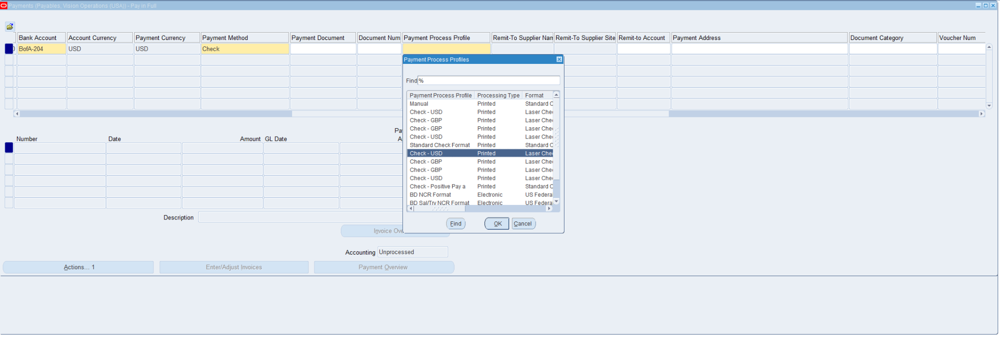 Payments (Payables, Vision Operations (USA)) - Pay in Full
Bank Account Account Currency Payment Currency Payment Method Payment Document Document Num Payment Process Profile Remit-To Supplier Nan Remit-To Supplier Site Remit-to Account Payment Address Document Category Voucher Num
BofA-204 USD USD Check
Payment Process Profiles
Find %
Payment Process Profile Processing Type Format
Manual Printed Standard C
Check - USD Printed Laser Che
Check - GBP Printed Laser Che
Check - GBP Printed Laser Che
Check - USD Printed Laser Che
Standard Check Format Printed Standard C
Check - USD Printed Laser Che
Check - GBP Printed Laser Che
Check - GBP Printed Laser Che
Check - USD Printed Laser Che
Check - Positive Pay a Printed Standard C
BD NCR Format Electronic US Federa
BD Sal/Trv NCR Format Electronic US Federa
Find OK Cancel
Pa
Number Date Amount GL Date A
Description
Invoice Ove
Accounting Unprocessed
Actions... 1 Enter/Adjust Invoices Payment Overview